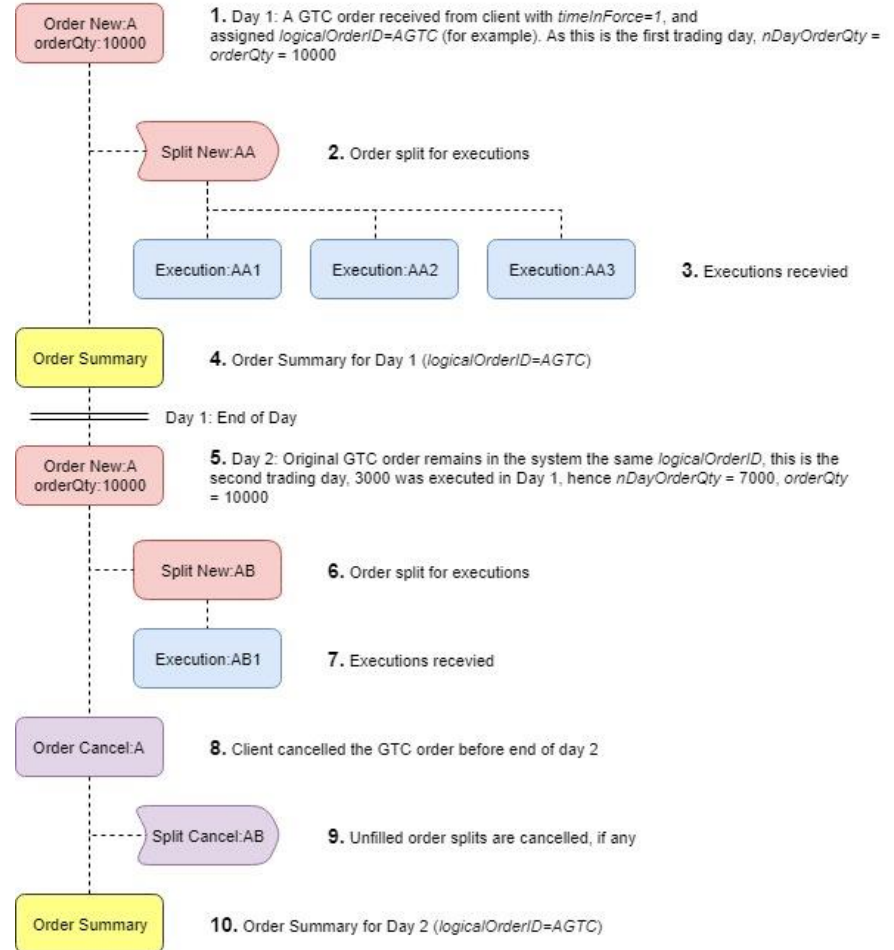 Order New:A
orderQty:10000
1. Day 1: A GTC order received from client with timeInForce=1, and
assigned logicalOrderID=AGTC (for example). As this is the first trading day, nDayOrderQty =
orderQty = 10000
Split New:AA
2. Order split for executions
Execution:AA1
Execution:AA2
Execution:AA3
3. Executions recevied
Order Summary
4. Order Summary for Day 1 (logicalOrderID=AGTC)
Day 1: End of Day
Order New:A
orderQty:10000
5. Day 2: Original GTC order remains in the system the same logicalOrderID, this is the
second trading day, 3000 was executed in Day 1, hence nDayOrderQty = 7000, orderQty
= 10000
Split New:AB
6. Order split for executions
Execution:AB1
7. Executions recevied
Order Cancel:A
8. Client cancelled the GTC order before end of day 2
Split Cancel:AB
9. Unfilled order splits are cancelled, if any
Order Summary
10. Order Summary for Day 2 (logicalOrderID=AGTC)